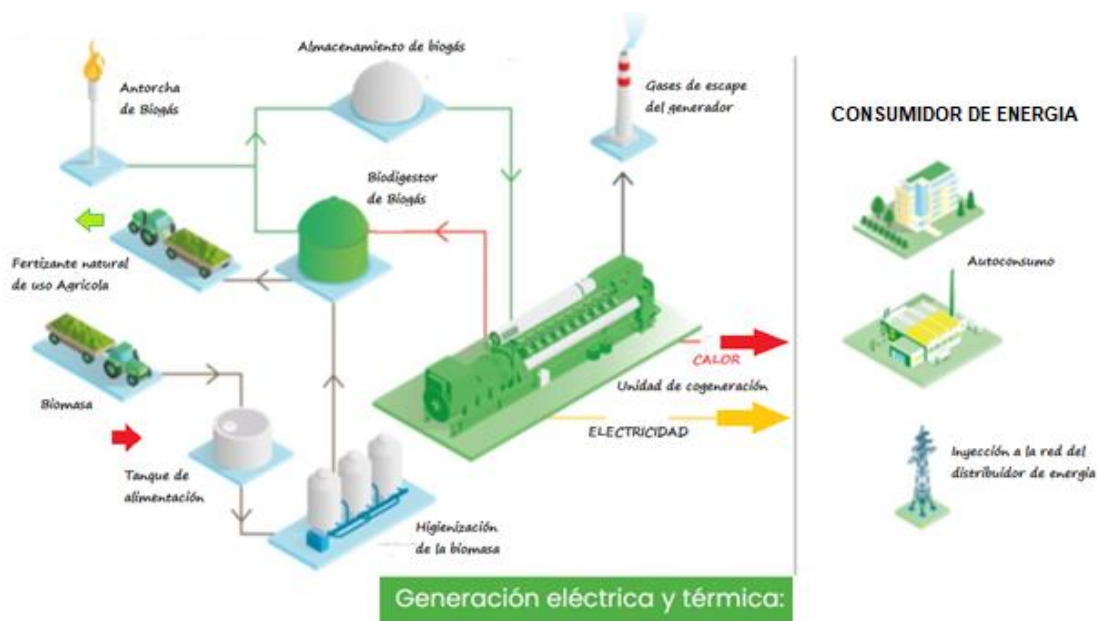 Almacenamiento de biogás
Antorcha
de Biogás
Gases de escape
del generador
CONSUMIDOR DE ENERGIA
Biodigestor
de Biogás
Fertizante natural
de uso Agrícola
Autoconsumo
Biomasa
CALOR
Unidad de cogeneración
ELECTRICIDAD
Tanque de
alimentación
Inyección a la red del
distribuidor de energía
Higienización
de la biomasa
Generación eléctrica y térmica: